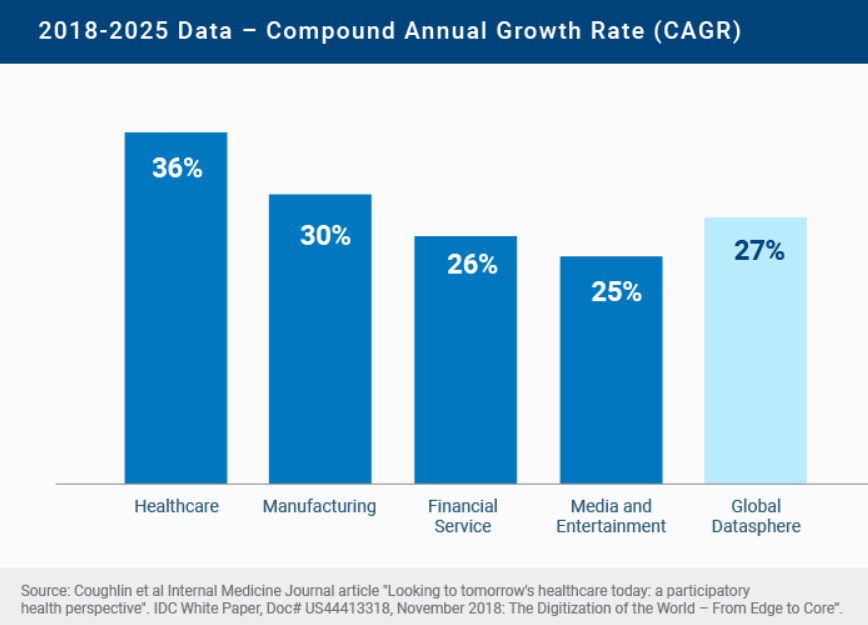 2018-2025 Data – Compound Annual Growth Rate (CAGR)
36%
30%
26%
25%
27%
Healthcare
Manufacturing
Financial
Service
Media and
Entertainment
Global
Datasphere
Source: Coughlin et al Internal Medicine Journal article "Looking to tomorrow's healthcare today: a participatory
health perspective". IDC White Paper, Doc# US44413318, November 2018: The Digitization of the World – From Edge to Core”.